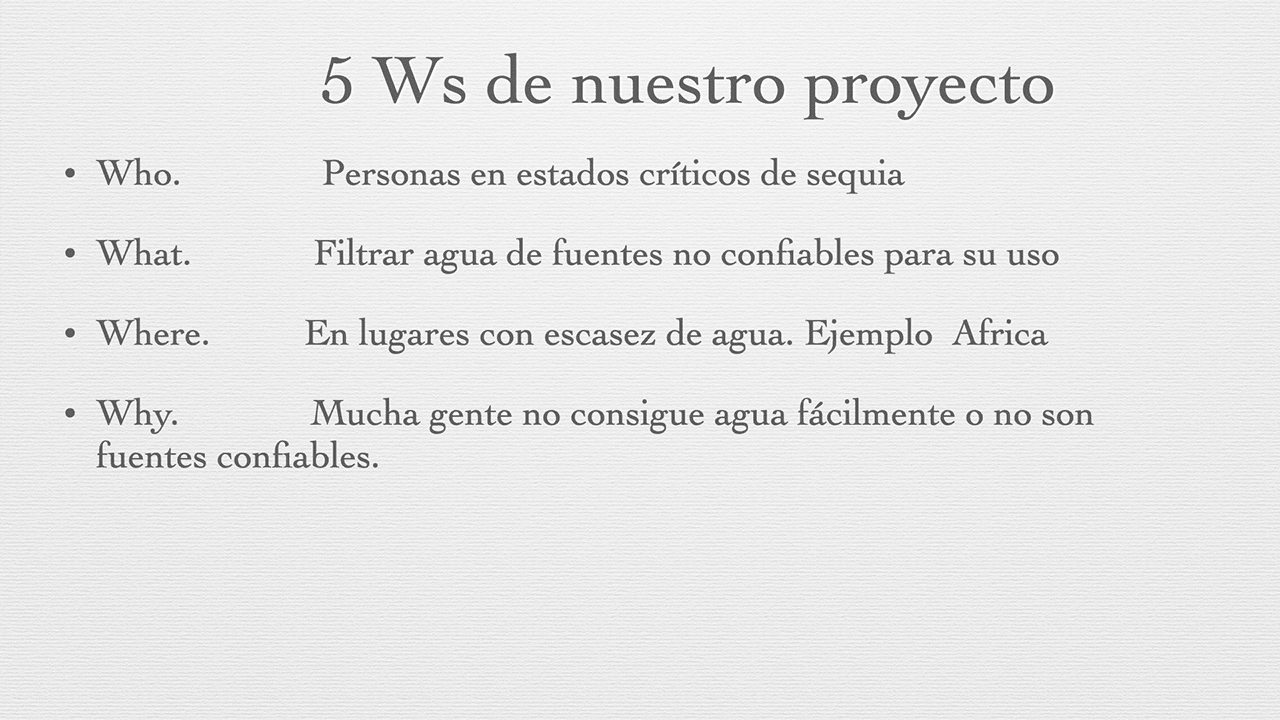 5 Ws de nuestro proyecto
• Who. Personas en estados críticos de sequia
• What. Filtrar agua de fuentes no confiables para su uso
• Where. En lugares con escasez de agua. Ejemplo Africa
• Why. Mucha gente no consigue agua fácilmente o no son
fuentes confiables.